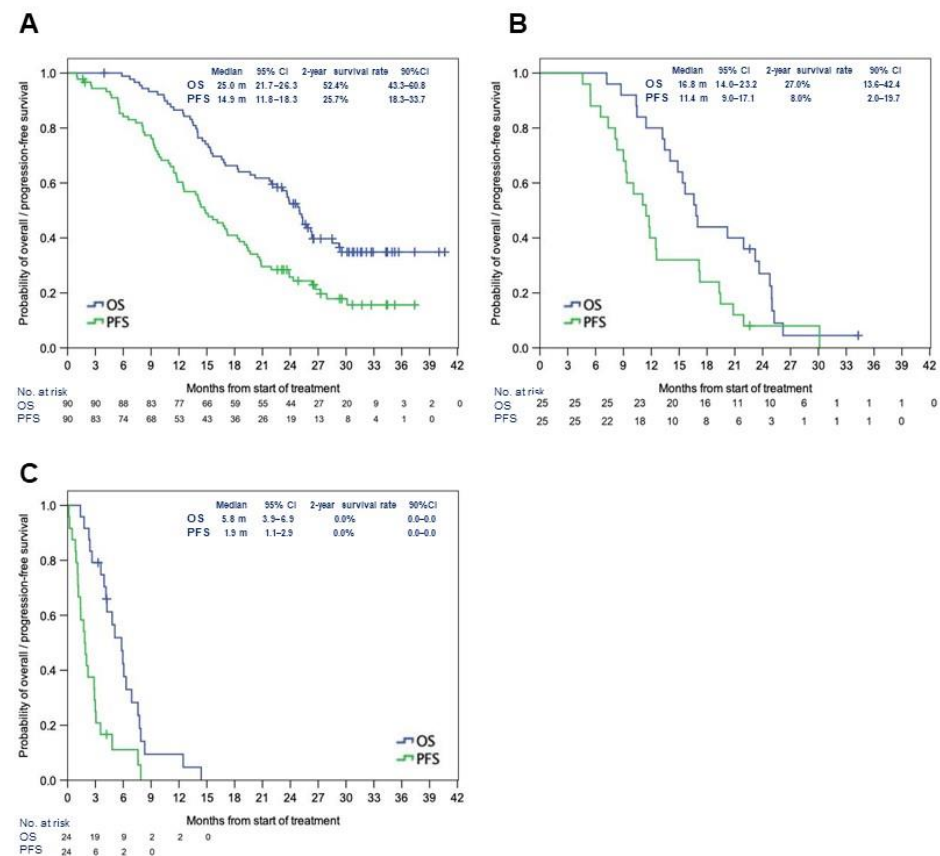 A
Median 95% CI 2-year survival rate 90%CI
OS 25.0 m 21.7–26.3 52.4% 43.3–60.8
PFS 14.9 m 11.8–18.3 25.7% 18.3–33.7
Probability of overall / progression-free survival
1.0
0.8
0.6
0.4
0.2
0.0
OS
PFS
0 3 6 9 12 15 18 21 24 27 30 33 36 39 42
Months from start of treatment
No. at risk
OS 90 90 88 83 77 66 59 55 44 27 20 9 3 2 0
PFS 90 83 74 68 53 43 36 26 19 13 8 4 1 0
B
Median 95% CI 2-year survival rate 90% CI
OS 16.8 m 14.0–23.2 27.0% 13.6–42.4
PFS 11.4 m 9.0–17.1 8.0% 2.0–19.7
Probability of overall / progression-free survival
1.0
0.8
0.6
0.4
0.2
0.0
OS
PFS
0 3 6 9 12 15 18 21 24 27 30 33 36 39 42
Months from start of treatment
No. at risk
OS 25 25 25 23 20 16 11 10 6 1 1 1 0
PFS 25 25 22 18 10 8 6 3 1 1 1 0
C
Median 95% CI 2-year survival rate 90%CI
OS 5.8 m 3.9–6.9 0.0% 0.0–0.0
PFS 1.9 m 1.1–2.9 0.0% 0.0–0.0
Probability of overall / progression-free survival
1.0
0.8
0.6
0.4
0.2
0.0
OS
PFS
0 3 6 9 12 15 18 21 24 27 30 33 36 39 42
Months from start of treatment
No. at risk
OS 24 19 9 2 2 0
PFS 24 6 2 0